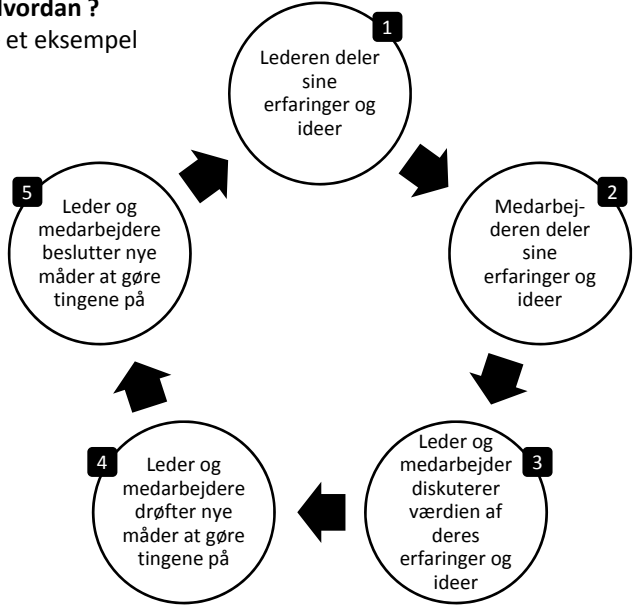 vordan ?
et eksempel
1
Lederen deler
sine
erfaringer og
ideer
2
Medarbej-
deren deler
sine
erfaringer og
ideer
3
Leder og
medarbejder
diskuterer
værdien af
deres
erfaringer og
ideer
4
Leder og
medarbejdere
drøfter nye
måder at gøre
tingene på
5
Leder og
medarbejdere
beslutter nye
måder at gøre
tingene på